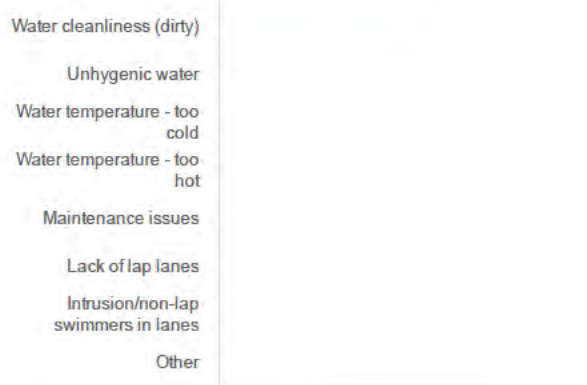 Water cleanliness (dirty)
Unhygenic water
Water temperature - too
cold
Water temperature - too
hot
Maintenance issues
Lack of lap lanes
Intrusion/non-lap
swimmers in lanes
Other